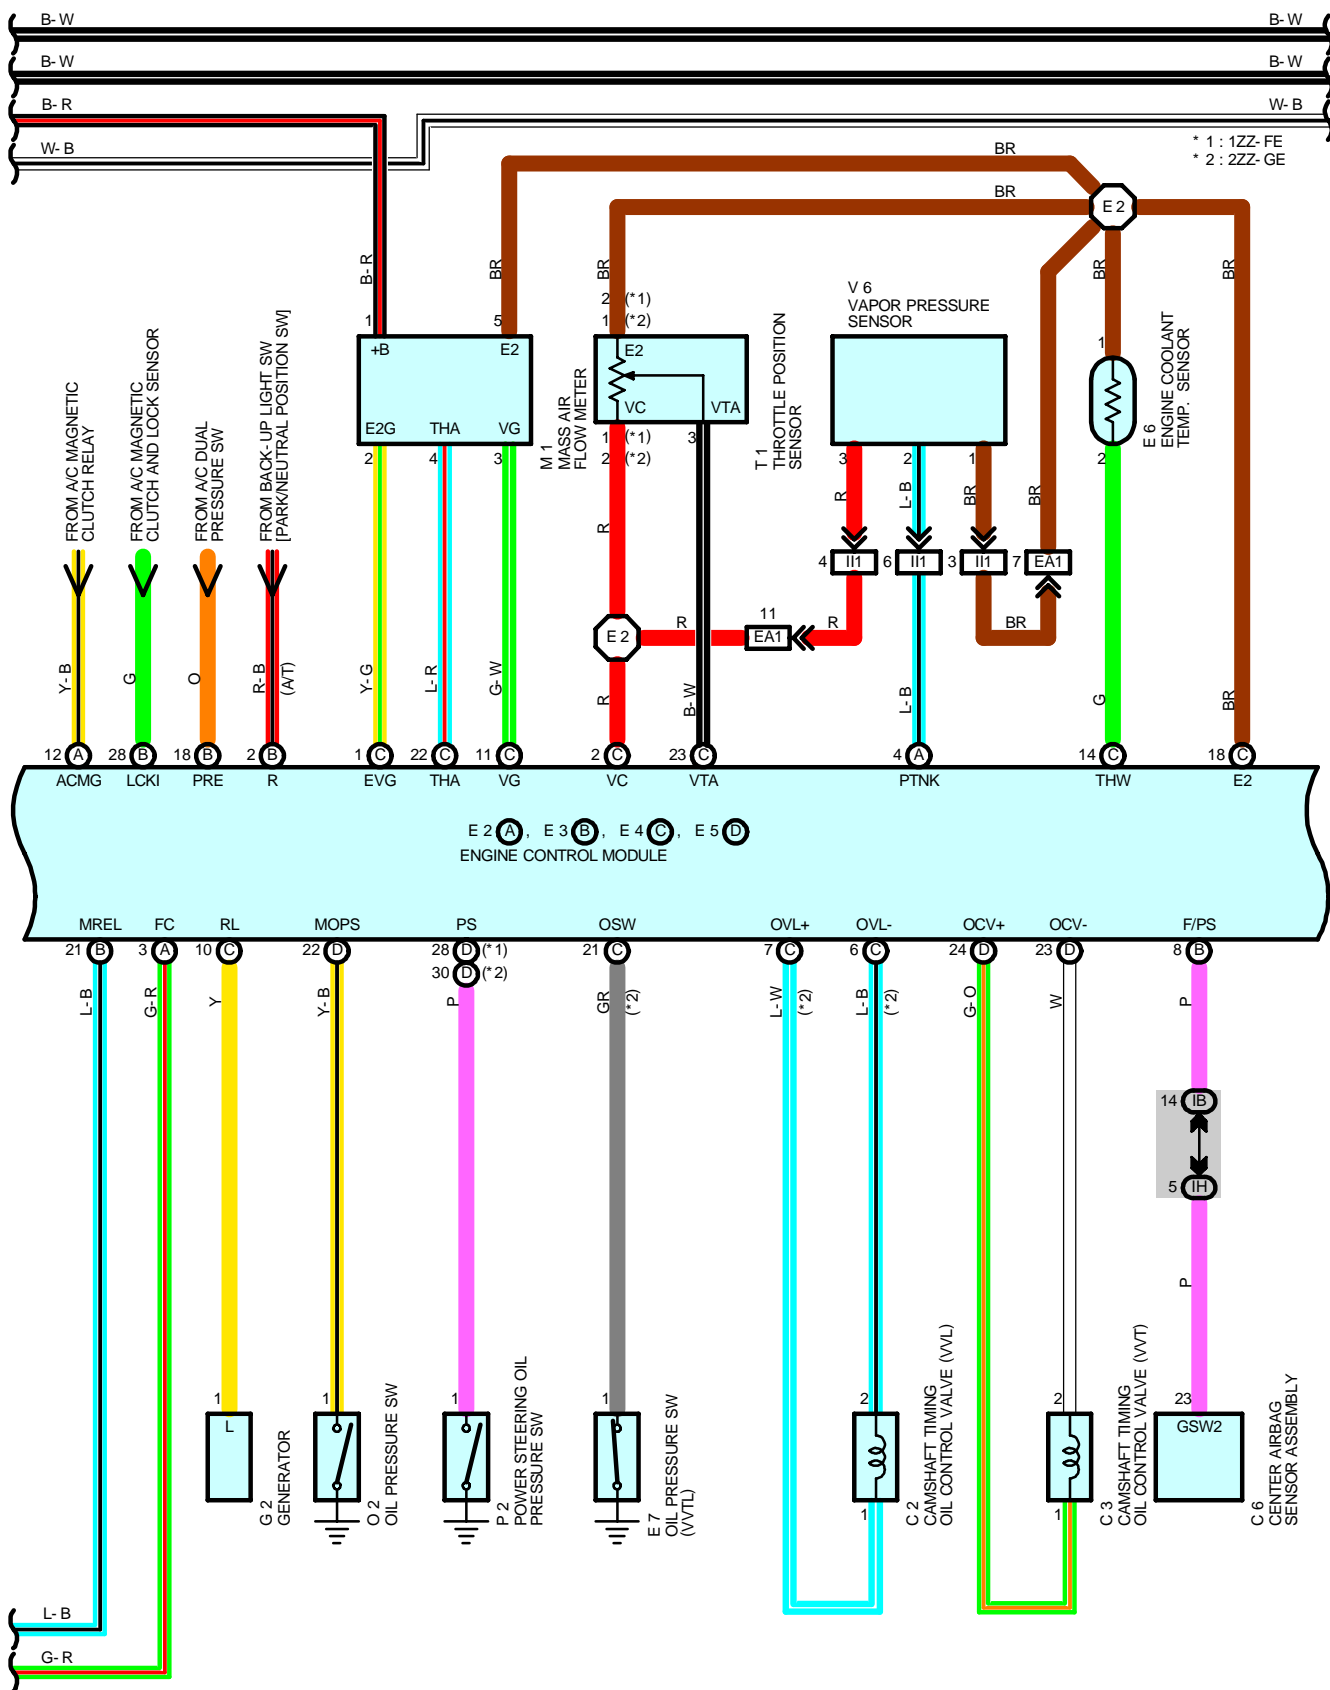 B- W
B- W
B- W
B- W
B- R
W- B
W- B
* 1 : 1ZZ- FE
* 2 : 2ZZ- GE
BR
BR
E 2
B- R
BR
BR
BR
BR
2 (*1)
1 (*2)
1
5
V 6
VAPOR PRESSURE
SENSOR
+B
E2
E2
VC
VTA
E2G
THA
VG
1
2
4
3
1 (*1)
2 (*2)
3
M 1
MASS AIR
FLOW METER
T 1
THROTTLE POSITION
SENSOR
3
2
1
E 6
ENGINE COOLANT
TEMP. SENSOR
2
FROM A/C MAGNETIC
CLUTCH RELAY
FROM A/C MAGNETIC
CLUTCH AND LOCK SENSOR
FROM A/C DUAL
PRESSURE SW
FROM BACK- UP LIGHT SW
[PARK/NEUTRAL POSITION SW]
R
R
L- B
BR
BR
4 II1
6 II1
3 II1
7 EA1
E 2
R
11
EA1
R
BR
Y- B
G
O
R- B
(A/T)
Y- G
L- R
G- W
R
B- W
L- B
G
BR
12 A
28 B
18 B
2 B
1 C
22 C
11 C
2 C
23 C
4 A
14 C
18 C
ACMG
LCKI
PRE
R
EVG
THA
VG
VC
VTA
PTNK
THW
E2
E 2 A , E 3 B , E 4 C , E 5 D
ENGINE CONTROL MODULE
MREL
FC
RL
MOPS
PS
OSW
OVL+
OVL-
OCV+
OCV-
F/PS
21 B
3 A
10 C
22 D
28 D (*1)
30 D (*2)
21 C
7 C
6 C
24 D
23 D
8 B
L- B
G- R
Y
Y- B
P
GR
(*2)
L- W
(*2)
L- B
(*2)
G- O
W
P
14 IB
5 IH
P
1
1
1
1
2
2
23
L
GSW2
G 2
GENERATOR
O 2
OIL PRESSURE SW
P 2
POWER STEERING OIL
PRESSURE SW
E 7
OIL PRESSURE SW
(VVTL)
1
C 2
CAMSHAFT TIMING
OIL CONTROL VALVE (VVL)
1
C 3
CAMSHAFT TIMING
OIL CONTROL VALVE (VVT)
C 6
CENTER AIRBAG
SENSOR ASSEMBLY
L- B
G- R